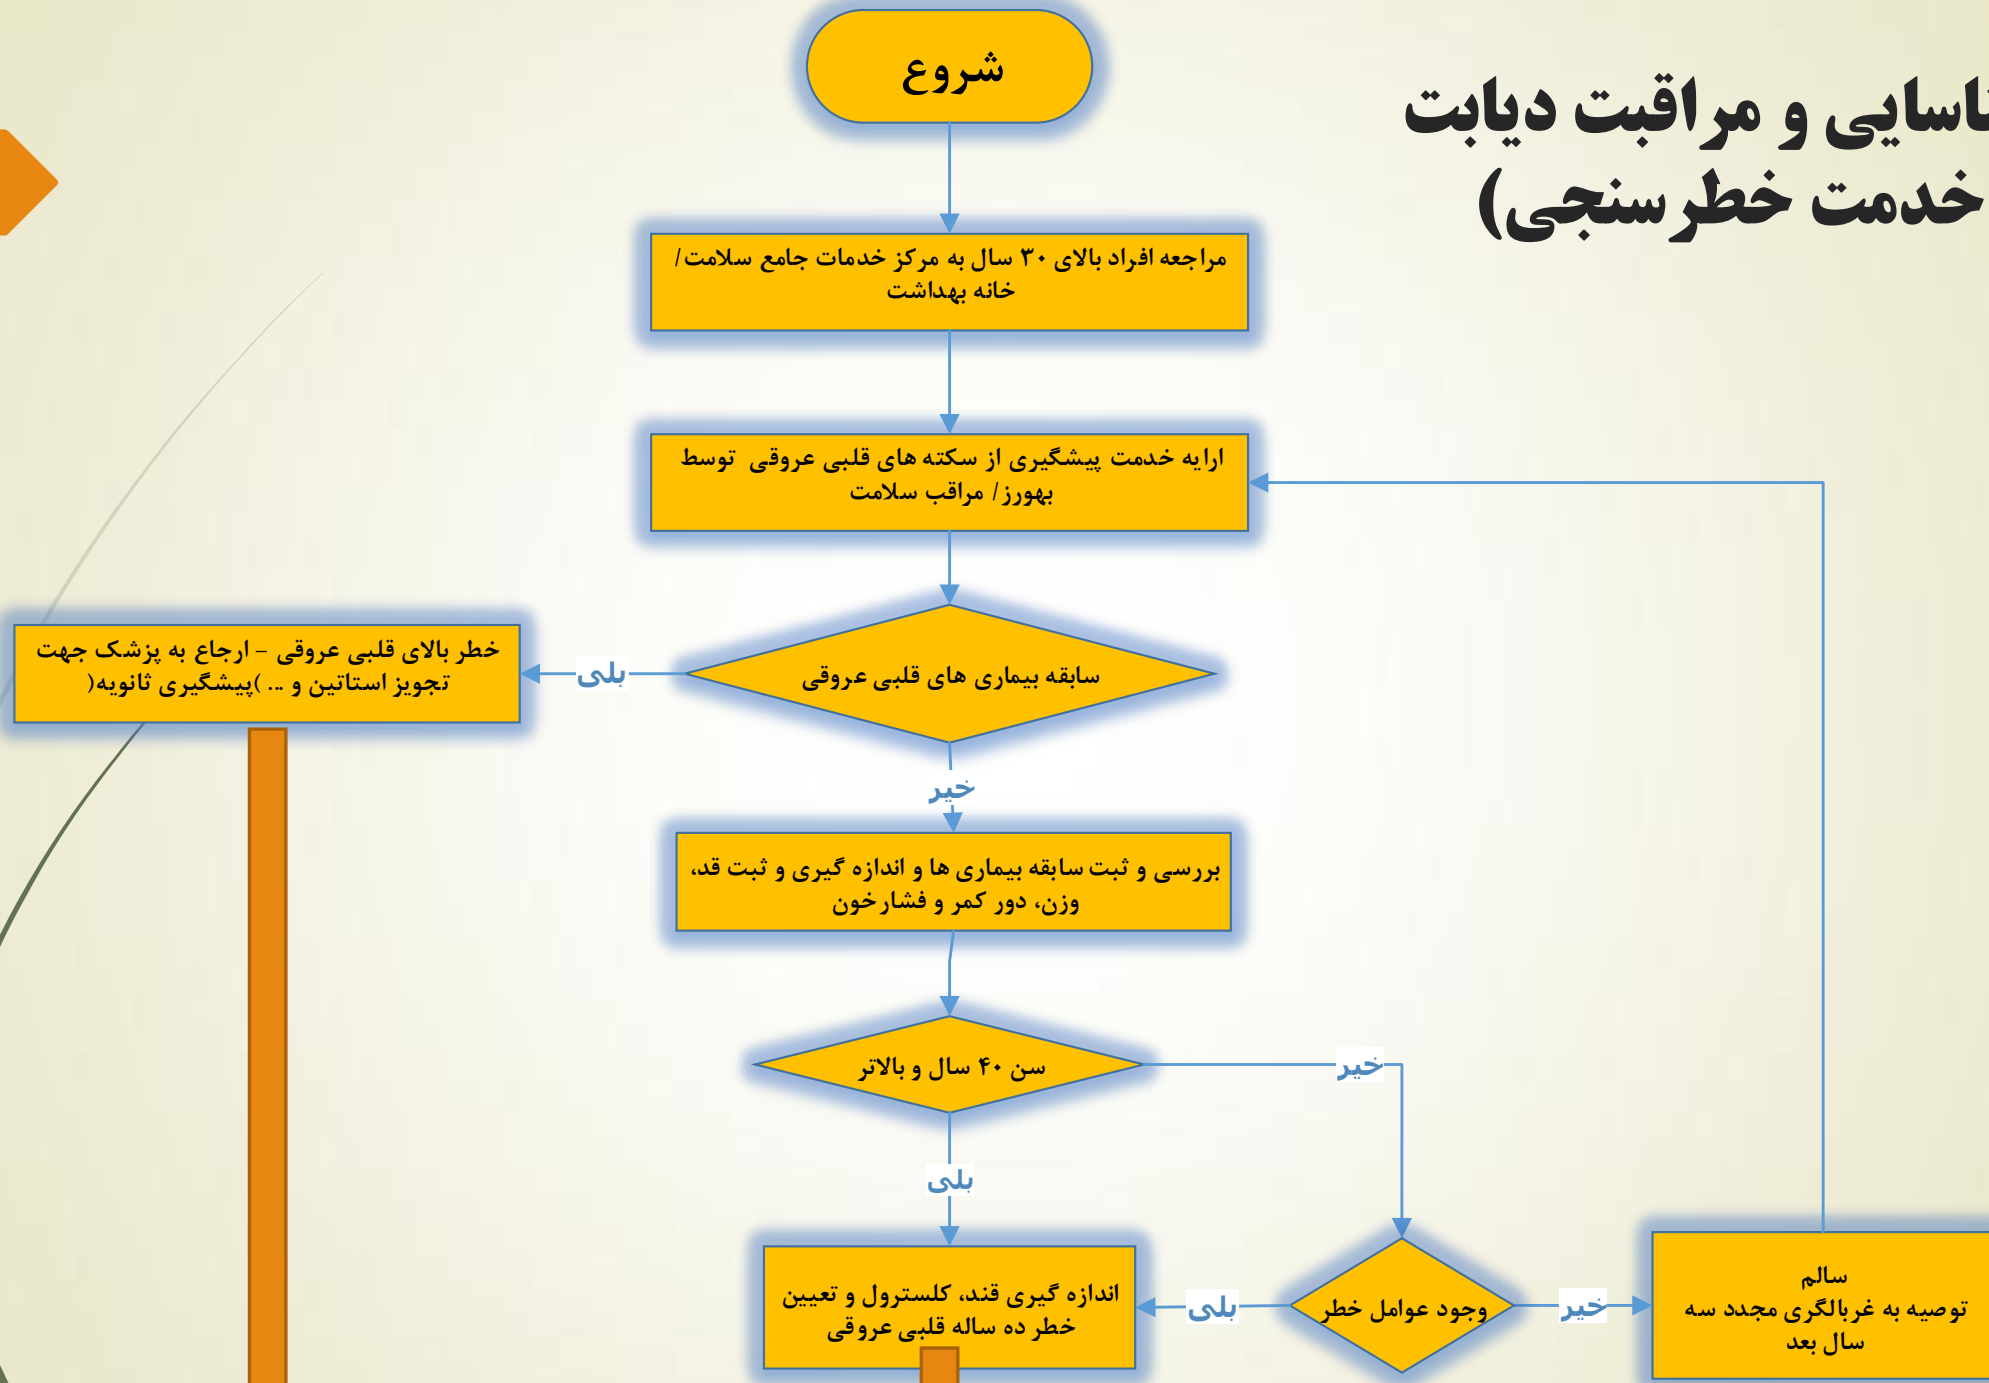 شروع
و مراقبت دیابت
خدمت خطرسنجی)
مراجعه افراد بالای ۳۰ سال به مرکز خدمات جامع سلامت/
خانه بهداشت
ارایه خدمت پیشگیری از سکته های قلبی عروقی توسط
بهورز/ مراقب سلامت
سابقه بیماری های قلبی عروقی
بلی
خطر بالای قلبی عروقی – ارجاع به پزشک جهت
تجویز استاتین و ... )پیشگیری ثانویه(
خیر
بررسی و ثبت سابقه بیماری ها و اندازه گیری و ثبت قد،
وزن، دور کمر و فشارخون
سن ۴۰ سال و بالاتر
خیر
بلی
سالم
توصیه به غربالگری مجدد سه
سال بعد
خیر
وجود عوامل خطر
بلی
اندازه گیری قند، کلسترول و تعیین
خطر ده ساله قلبی عروقی